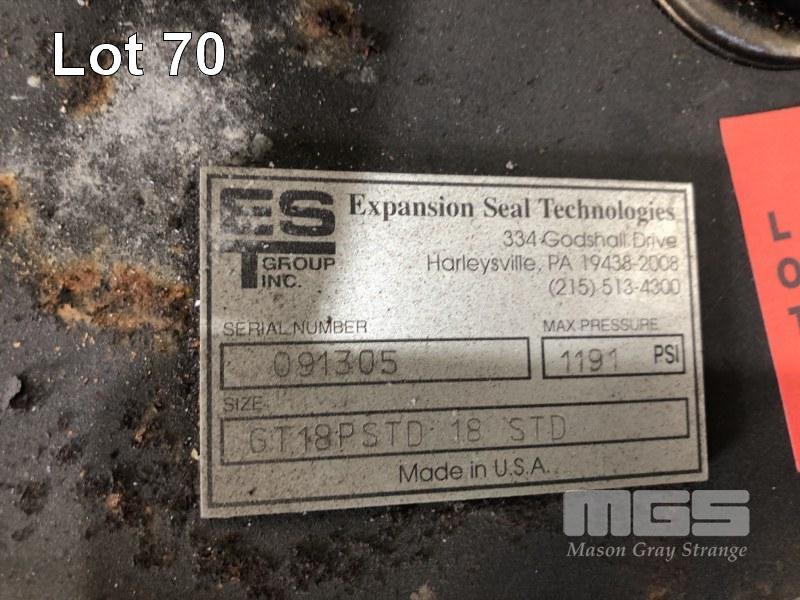 Lot 70
EST GROUP INC.
Expansion Seal Technologies
334 Godshall Drive
Harleysville, PA 19438-2008
(215) 513-4300
SERIAL NUMBER
091305
MAX PRESSURE
1191 PSI
SIZE
GT18PSTD 18 STD
Made in U.S.A.
LOT
MGS
Mason Gray Strange